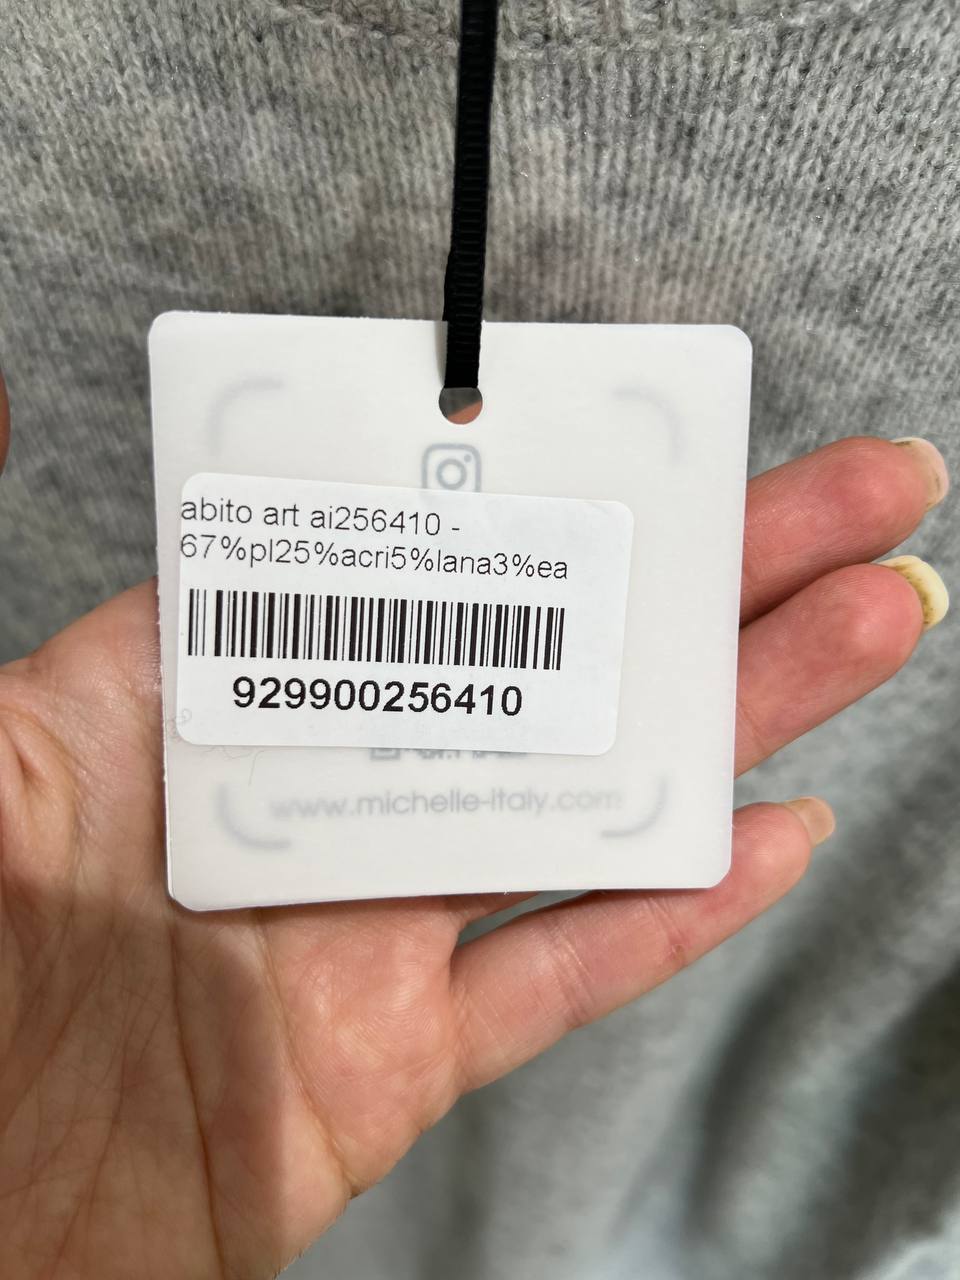 abito art ai256410 -
67%pl25%acri5%lana3%ea
929900256410
www.michelle-italy.com